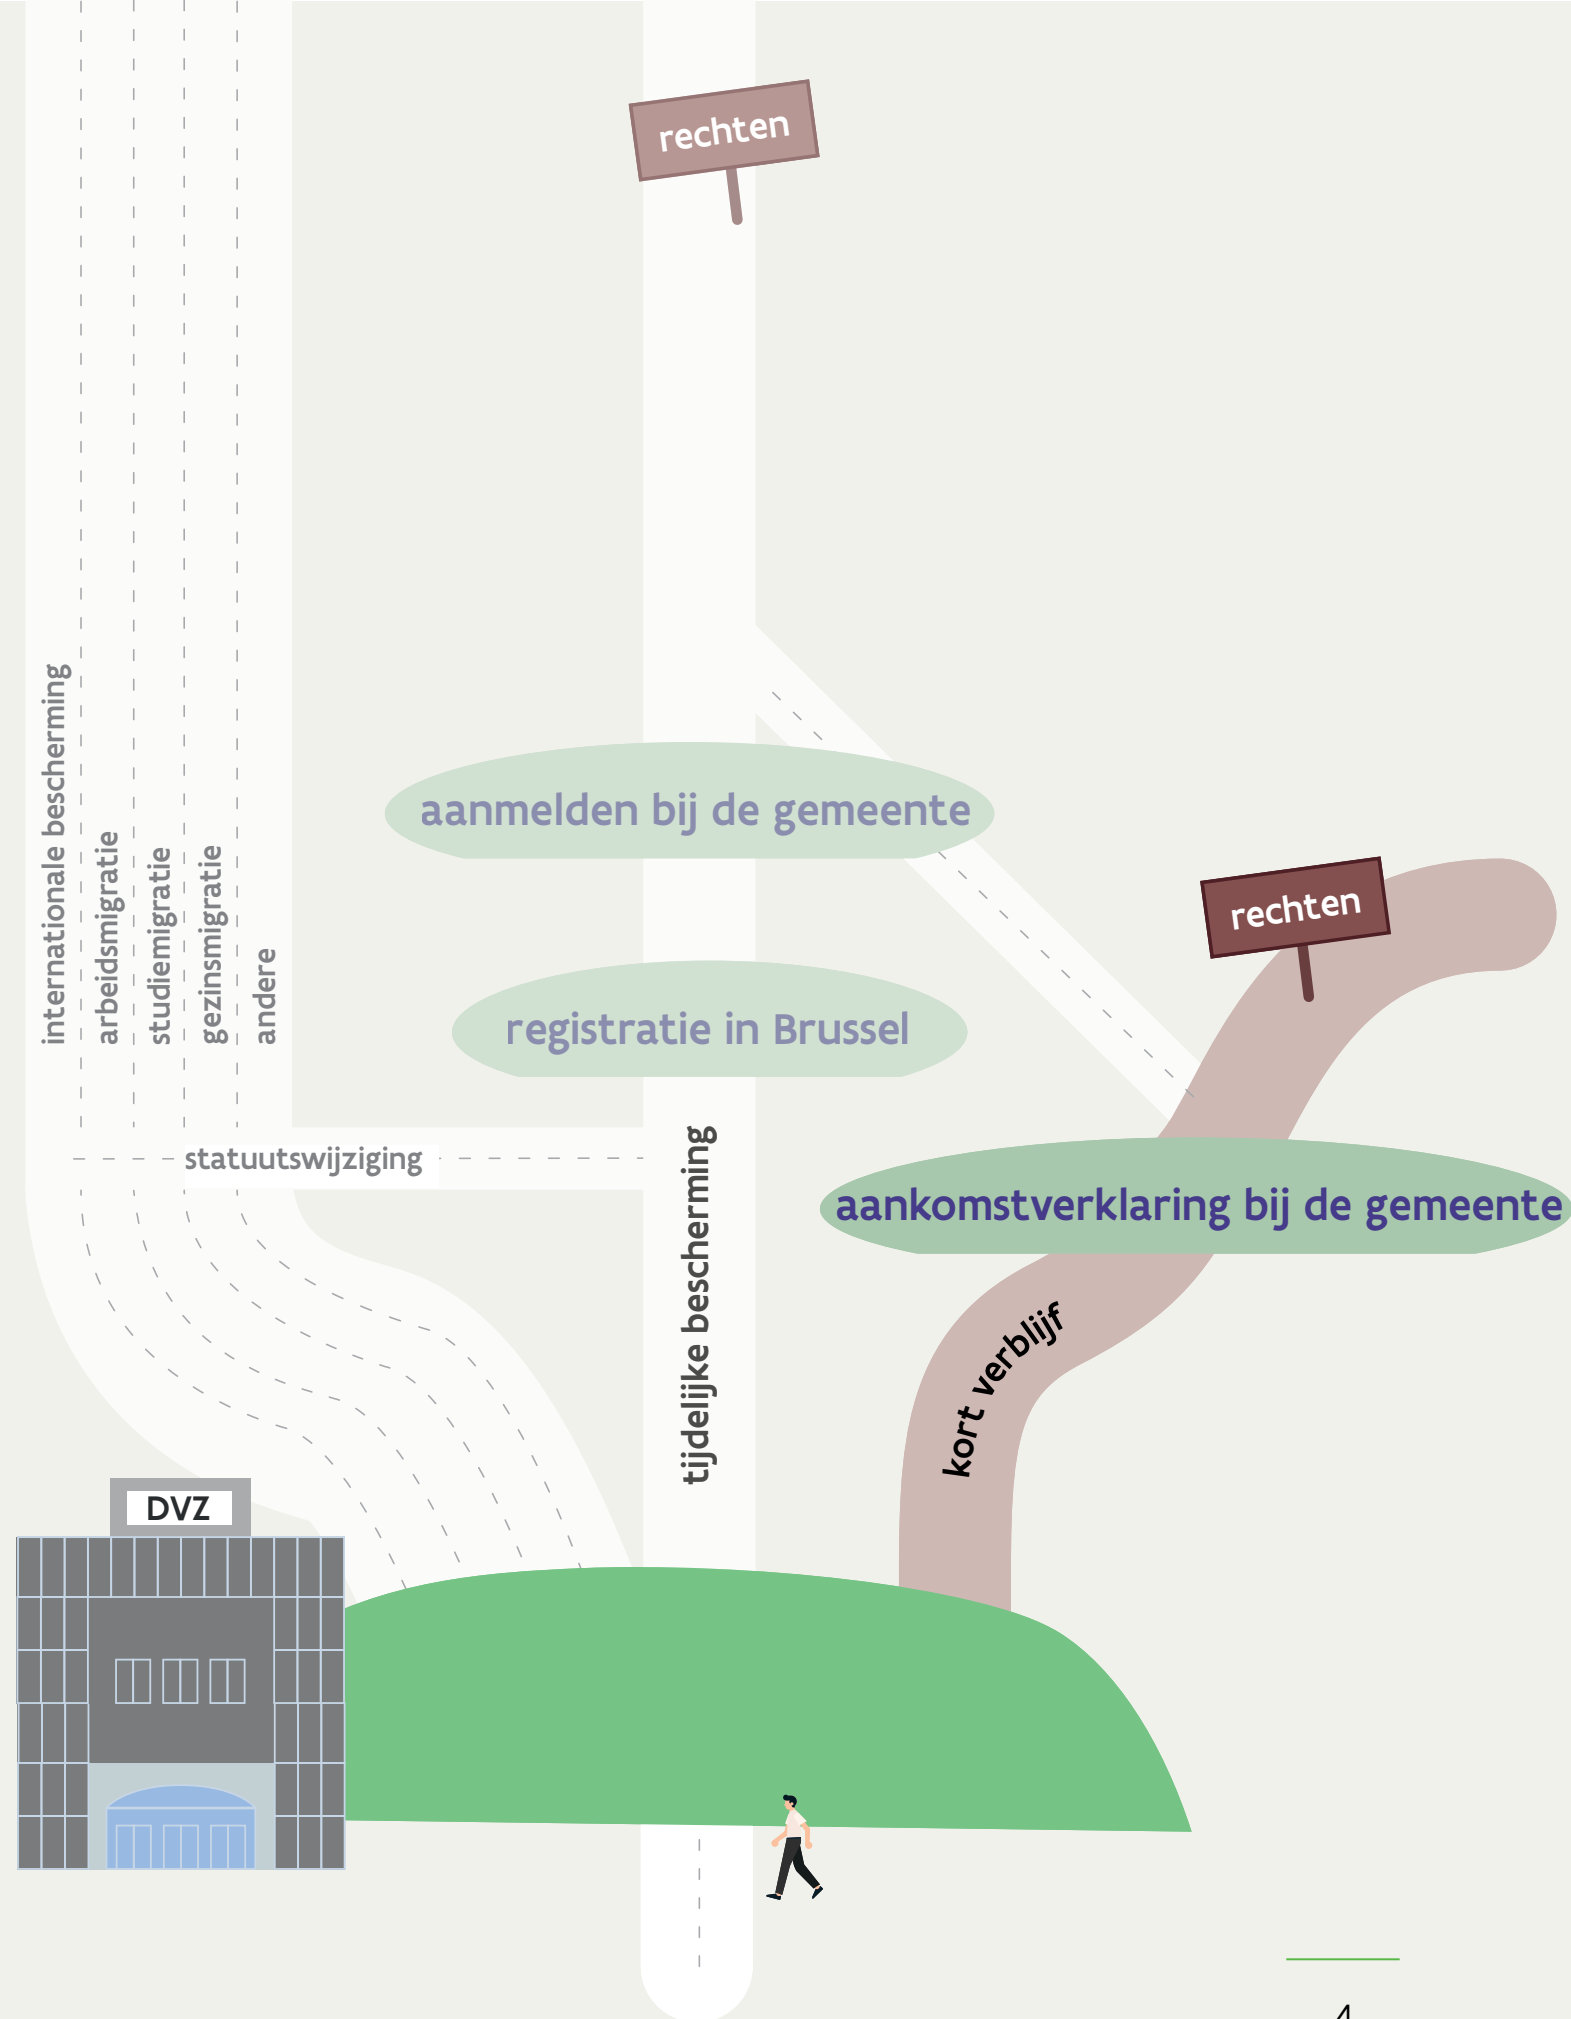 rechten
aanmelden bij de gemeente
rechten
internationale bescherming
arbeidsmigratie
studiemigratie
gezinsmigratie
andere
registratie in Brussel
statuutswijziging
tijdelijke bescherming
aankomstverklaring bij de gemeente
kort verblijf
DVZ
4